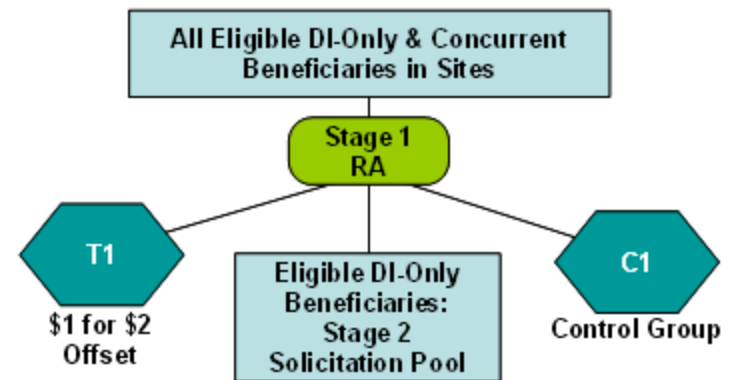 All Eligible DI-Only & Concurrent
Beneficiaries in Sites
Stage 1
RA
T1
$1 for $2
Offset
Eligible DI-Only
Beneficiaries:
Stage 2
Solicitation Pool
C1
Control Group